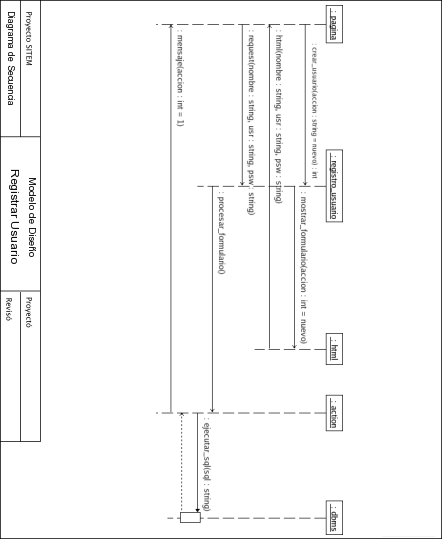 : pagina
: registro_usuario
: html
: action
: dbms
: crear_usuario(accion : string = nuevo) : int
: mostrar_formulario(accion : int = nuevo)
: html(nombre : string, usr : string, psw : string)
: request(nombre : string, usr : string, psw : string)
: procesar_formulario()
: ejecutar_sql(sql : string)
: mensaje(accion : int = 1)
Proyecto SITEM
Diagrama de Secuencia
Modelo de Diseño
Registrar Usuario
Proyectó
Revisó